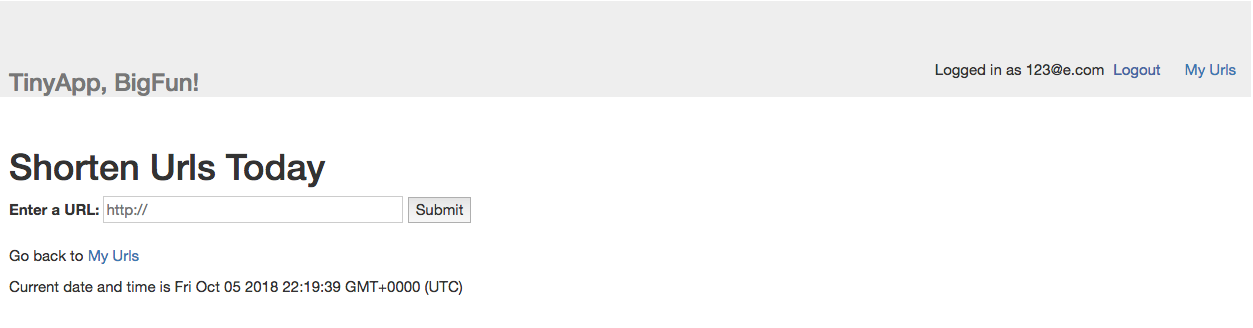 Logged in as 123@e.com Logout My Urls
TinyApp, BigFun!
Shorten Urls Today
Enter a URL: http:// Submit
Go back to My Urls
Current date and time is Fri Oct 05 2018 22:19:39 GMT+0000 (UTC)